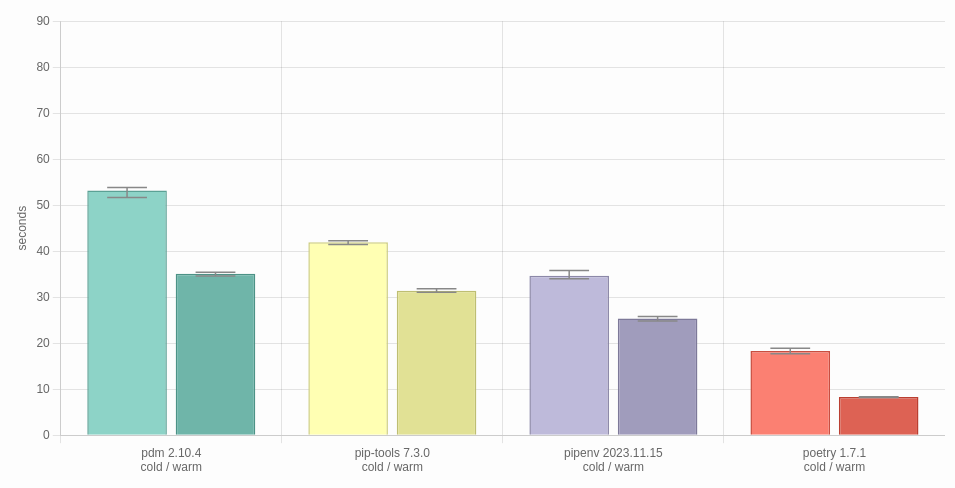 90
80
70
60
50
40
30
20
10
0
seconds
pdm 2.10.4
cold / warm
pip-tools 7.3.0
cold / warm
pipenv 2023.11.15
cold / warm
poetry 1.7.1
cold / warm